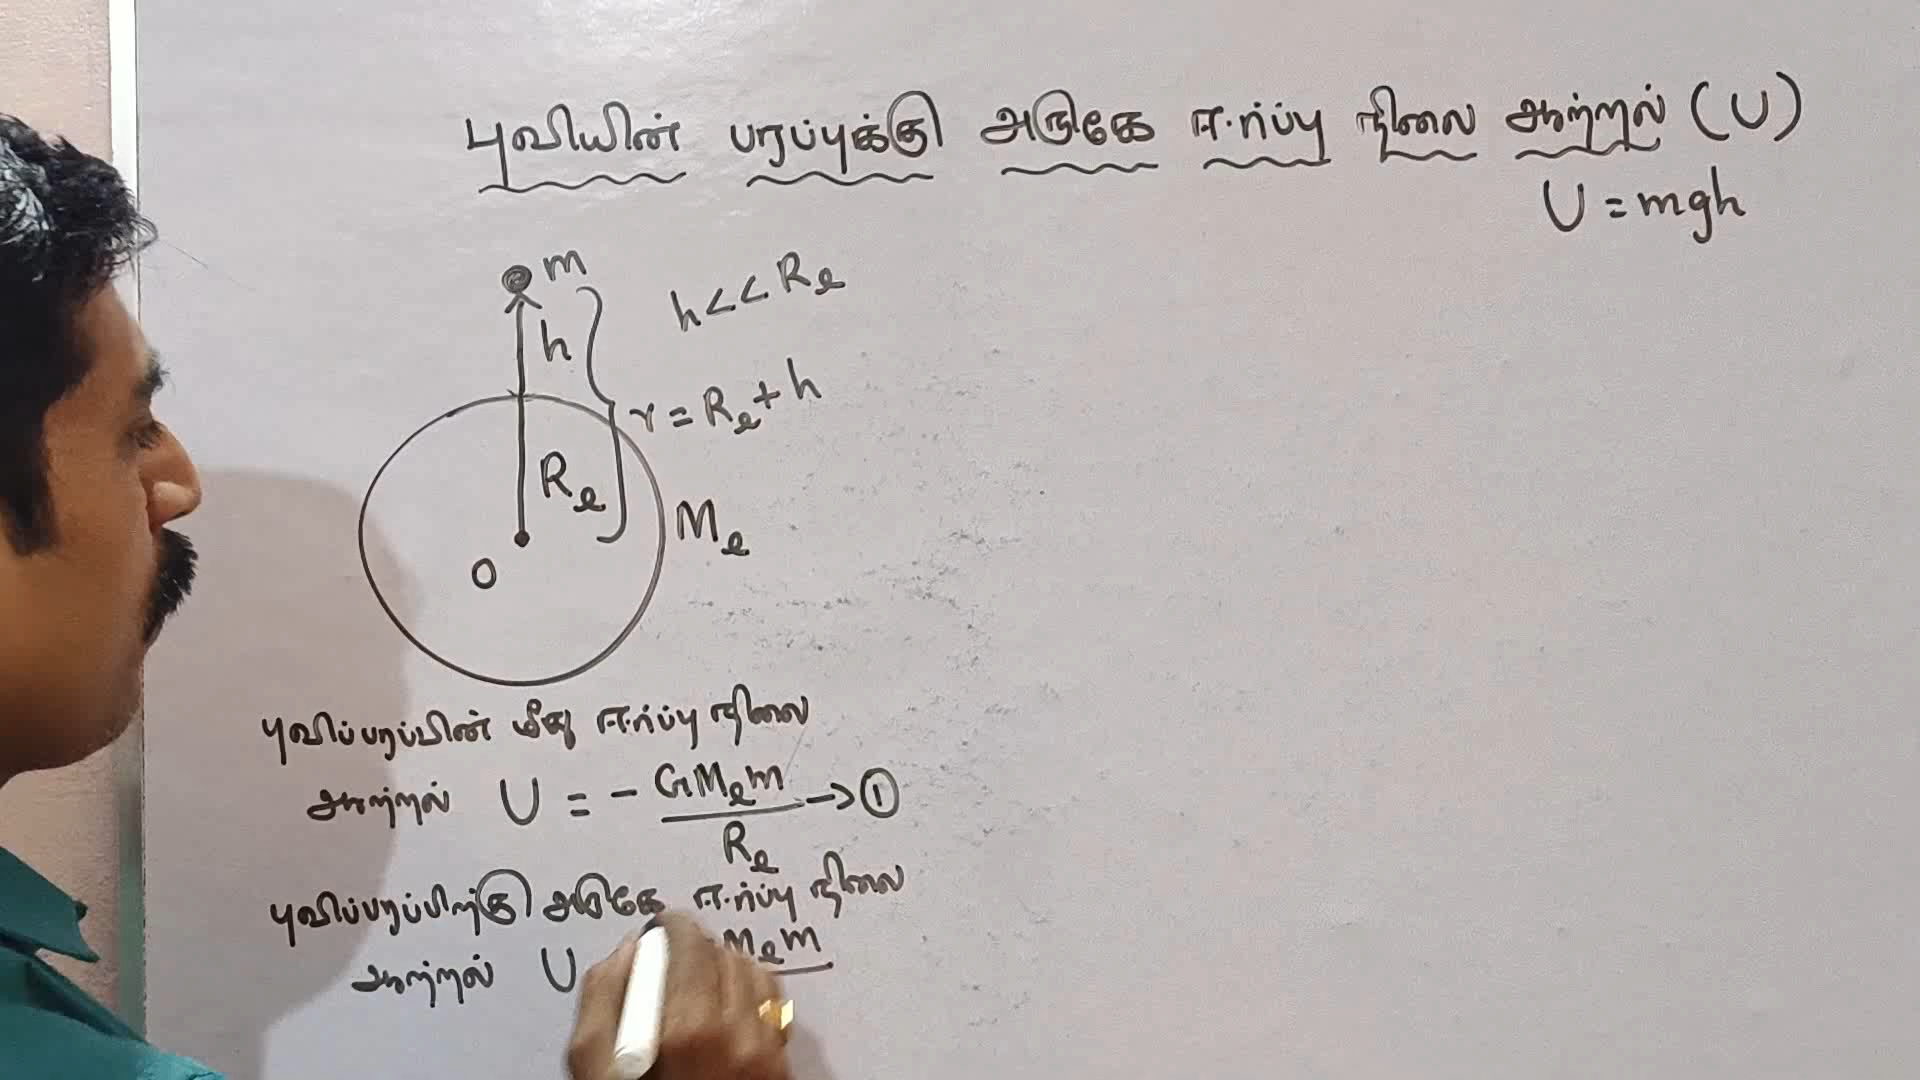 புவியின் பரப்புக்கு அருகே ஈர்ப்பு நிலை ஆற்றல் (U)
U = mgh
m
h << Re
h
r = Re + h
Re
Me
O
புவிப்பரப்பின் மீது ஈர்ப்பு நிலை
ஆற்றல் U = - GMem → ①
Re
புவிப்பரப்பிற்கு அருகே ஈர்ப்பு நிலை
ஆற்றல் U Mem